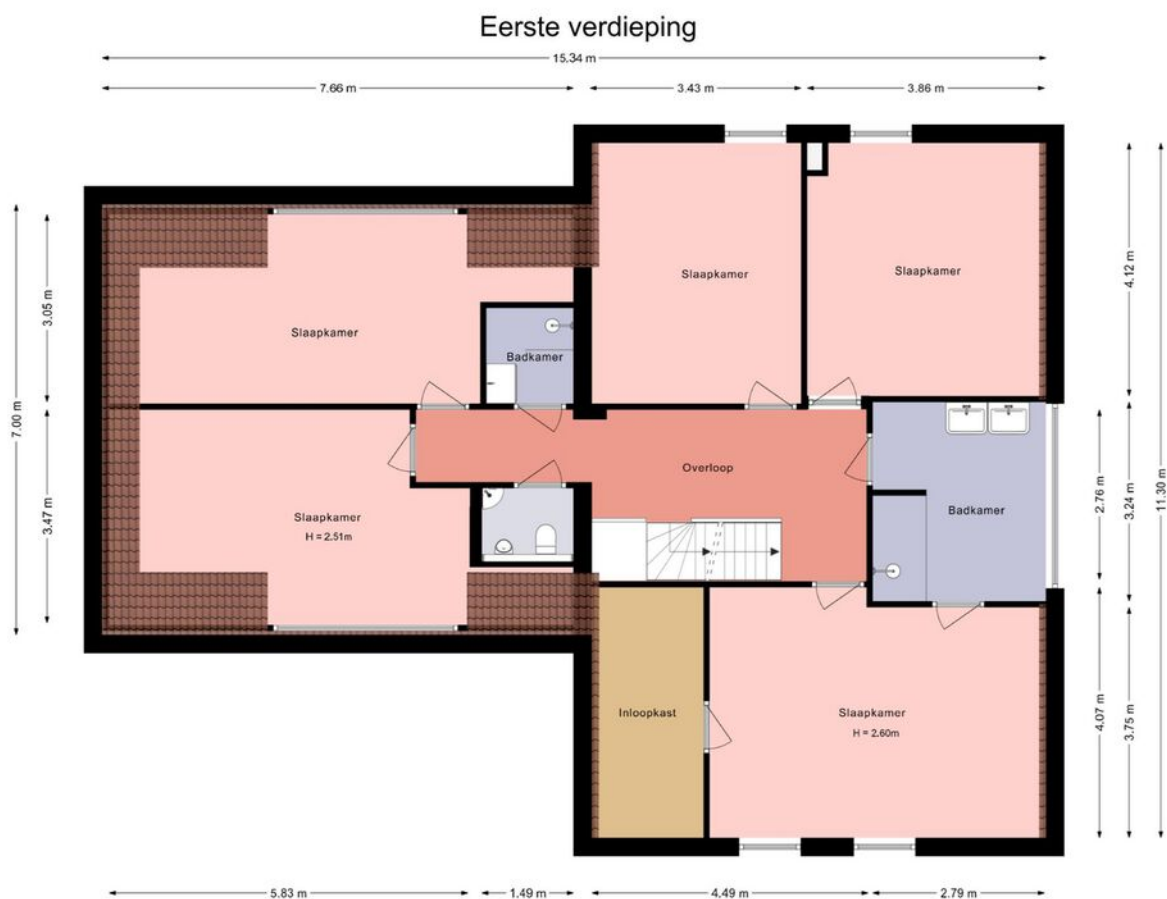 Eerste verdieping
15.34 m
7.66 m
3.43 m
3.86 m
Slaapkamer
Slaapkamer
Slaapkamer
Badkamer
3.05 m
4.12 m
7.00 m
11.30 m
Overloop
Slaapkamer
H = 2.51m
Badkamer
3.47 m
2.76 m
3.24 m
Inloopkast
Slaapkamer
H = 2.60m
4.07 m
3.75 m
5.83 m
1.49 m
4.49 m
2.79 m